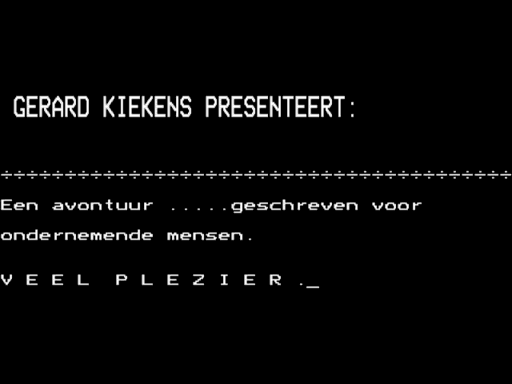 GERARD KIEKENS PRESENTEERT:
÷÷÷÷÷÷÷÷÷÷÷÷÷÷÷÷÷÷÷÷÷÷÷÷÷÷÷÷÷÷÷÷÷÷÷÷÷÷÷÷
Een avontuur .....geschreven voor
ondernemende mensen.
V E E L  P L E Z I E R ._